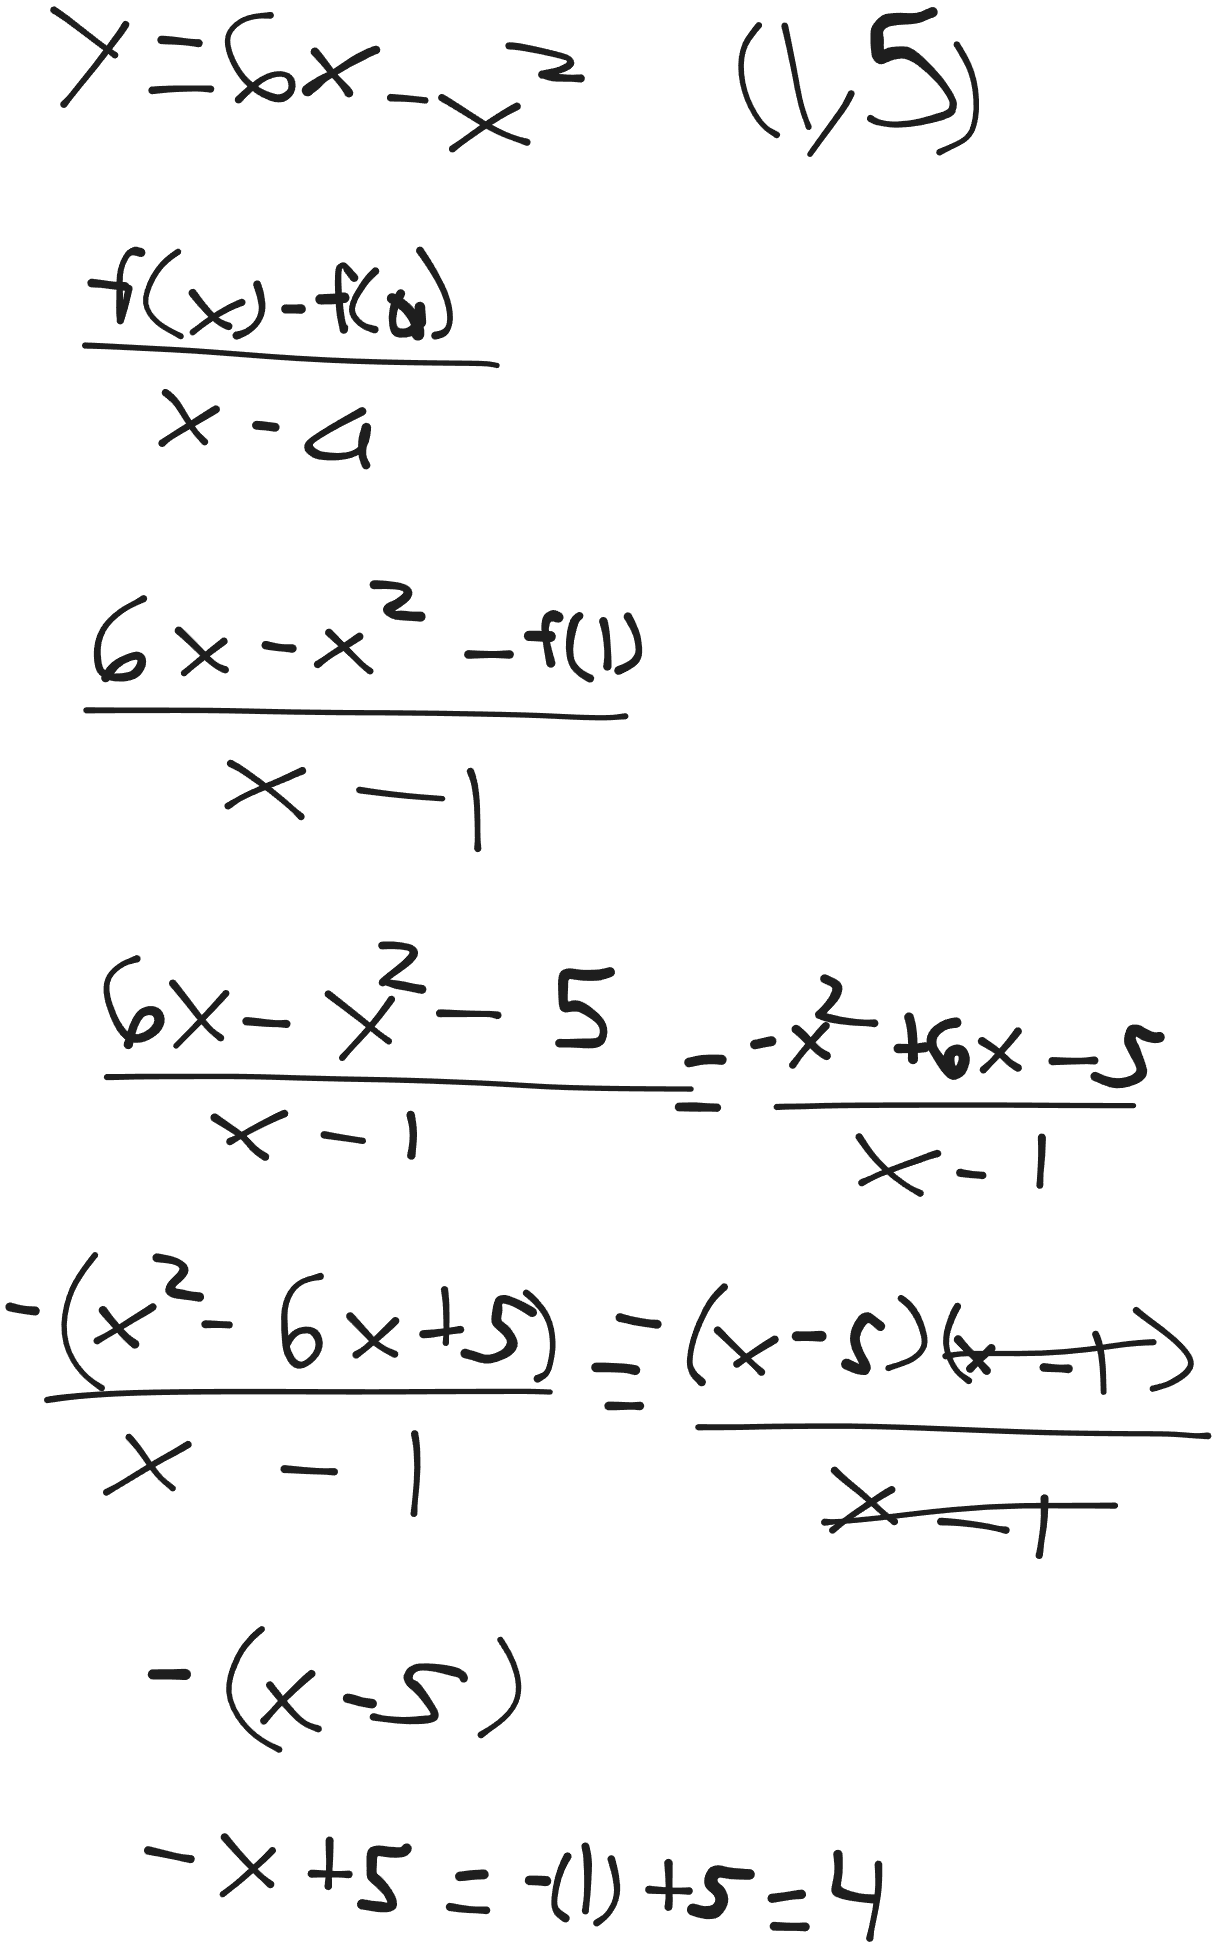 y = 6x - x² (1, 5)
f(x) - f(a)
x - a
6x - x² - f(1)
x - 1
6x - x² - 5 = -x² + 6x - 5
x - 1 x - 1
-(x² - 6x + 5) = -(x - 5)(x - 1)
x - 1 = x - 1
-(x - 5)
-x + 5 = -(1) + 5 = 4